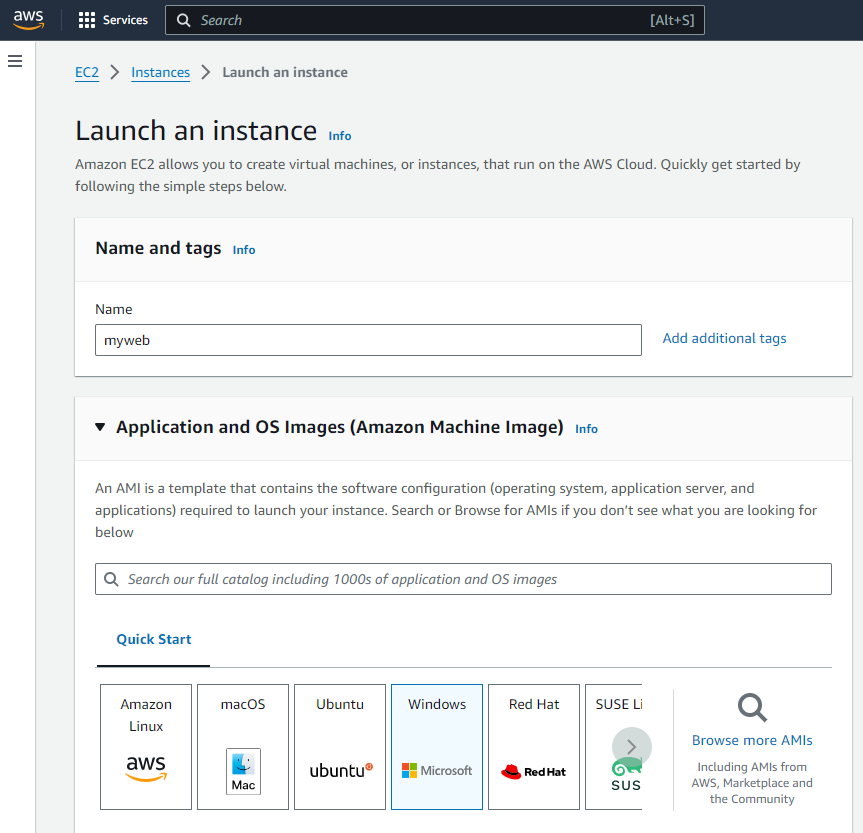 aws Services Search [Alt+S]
EC2 Instances Launch an instance
Launch an instance Info
Amazon EC2 allows you to create virtual machines, or instances, that run on the AWS Cloud. Quickly get started by
following the simple steps below.
Name and tags Info
Name
myweb
Add additional tags
Application and OS Images (Amazon Machine Image) Info
An AMI is a template that contains the software configuration (operating system, application server, and
applications) required to launch your instance. Search or Browse for AMIs if you don’t see what you are looking for
below
Search our full catalog including 1000s of application and OS images
Quick Start
Amazon
Linux
aws
macOS
Mac
Ubuntu
ubuntu
Windows
Microsoft
Red Hat
Red Hat
SUSE Li
SUS
Browse more AMIs
Including AMIs from
AWS, Marketplace and
the Community